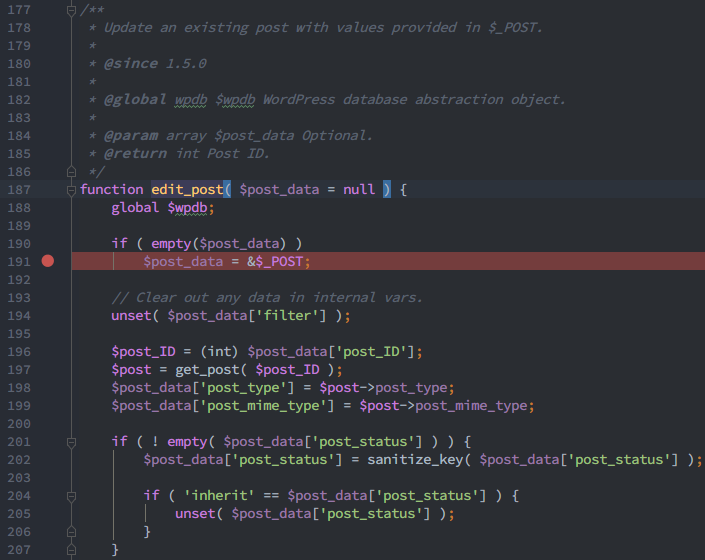 177 /**
178  * Update an existing post with values provided in $_POST.
179  *
180  * @since 1.5.0
181  *
182  * @global wpdb $wpdb WordPress database abstraction object.
183  *
184  * @param array $post_data Optional.
185  * @return int Post ID.
186  */
187 function edit_post( $post_data = null ) {
188     global $wpdb;
189
190     if ( empty($post_data) )
191         $post_data = &$_POST;
192
193     // Clear out any data in internal vars.
194     unset( $post_data['filter'] );
195
196     $post_ID = (int) $post_data['post_ID'];
197     $post = get_post( $post_ID );
198     $post_data['post_type'] = $post->post_type;
199     $post_data['post_mime_type'] = $post->post_mime_type;
200
201     if ( ! empty( $post_data['post_status'] ) ) {
202         $post_data['post_status'] = sanitize_key( $post_data['post_status'] );
203
204         if ( 'inherit' == $post_data['post_status'] ) {
205             unset( $post_data['post_status'] );
206         }
207     }